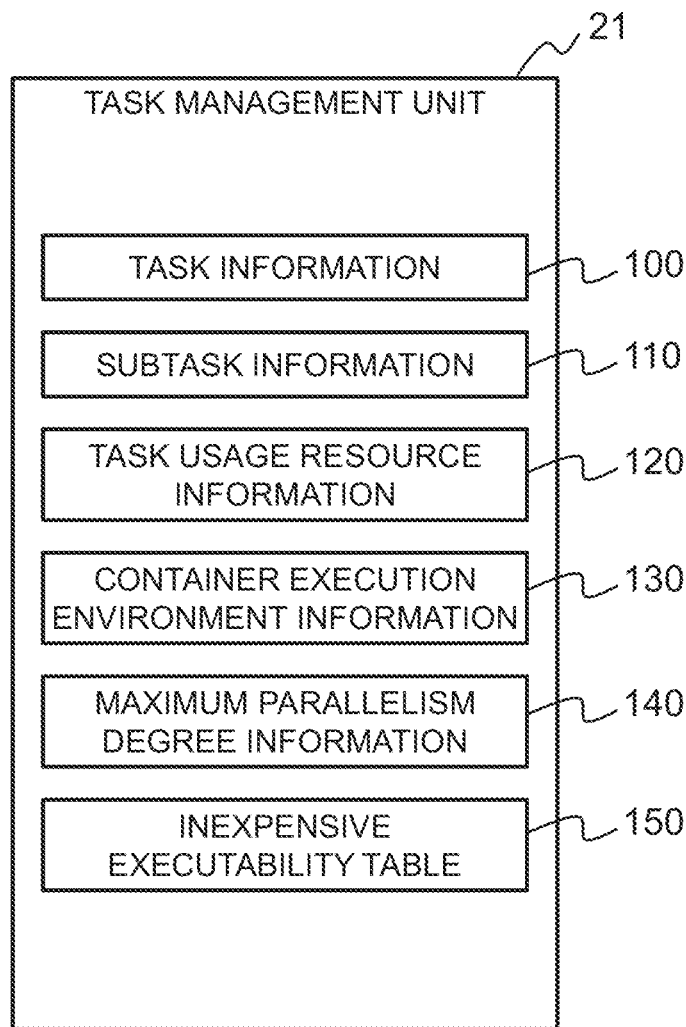 21
TASK MANAGEMENT UNIT
TASK INFORMATION
100
SUBTASK INFORMATION
110
TASK USAGE RESOURCE
INFORMATION
120
CONTAINER EXECUTION
ENVIRONMENT INFORMATION
130
MAXIMUM PARALLELISM
DEGREE INFORMATION
140
INEXPENSIVE
EXECUTABILITY TABLE
150